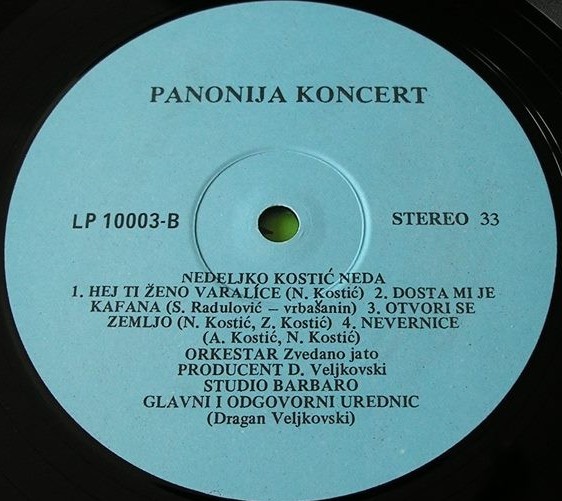 PANONIJA KONCERT
LP 10003-B
STEREO 33
NEDELJKO KOSTIĆ NEDA
1. HEJ TI ŽENO VARALICE (N. Kostić) 2. DOSTA MI JE
KAFANA (S. Radulović – vrbašanin) 3. OTVORI SE
ZEMLJO (N. Kostić, Z. Kostić) 4. NEVERNICE
(A. Kostić, N. Kostić)
ORKESTAR Zvedano jato
PRODUCENT D. Veljkovski
STUDIO BARBARO
GLAVNI I ODGOVORNI UREDNIC
(Dragan Veljkovski)